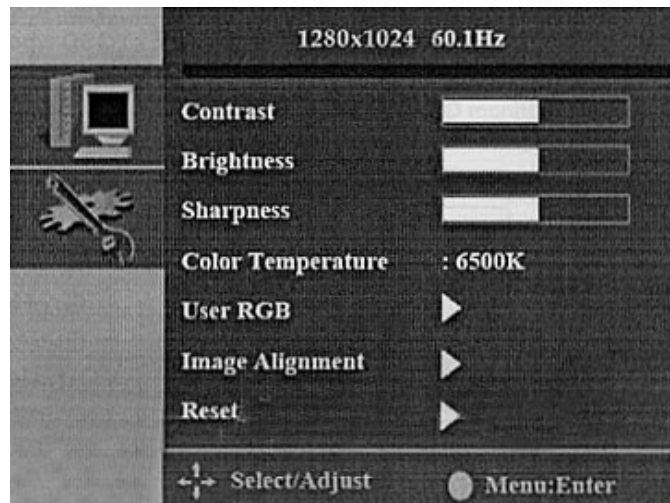 1280x1024 60.1Hz
Contrast
Brightness
Sharpness
Color Temperature : 6500K
User RGB
Image Alignment
Reset
Select/Adjust Menu:Enter